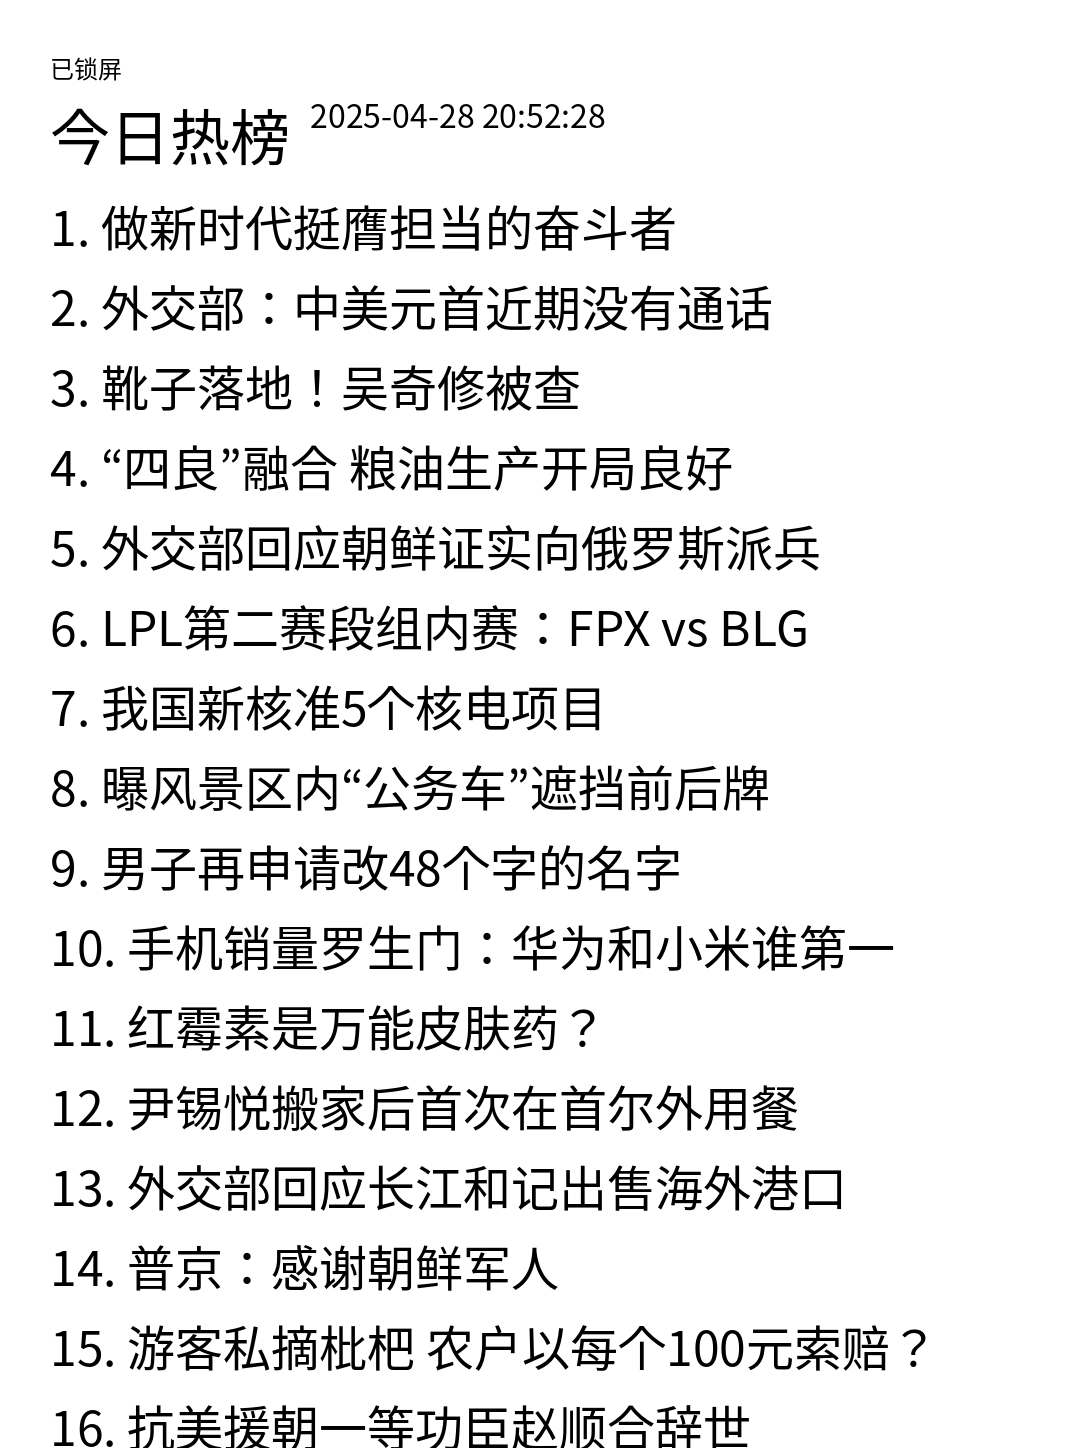 已锁屏
今日热榜 2025-04-28 20:52:28
1. 做新时代挺膺担当的奋斗者
2. 外交部：中美元首近期没有通话
3. 靴子落地！吴奇修被查
4. “四良”融合 粮油生产开局良好
5. 外交部回应朝鲜证实向俄罗斯派兵
6. LPL第二赛段组内赛：FPX vs BLG
7. 我国新核准5个核电项目
8. 曝风景区内“公务车”遮挡前后牌
9. 男子再申请改48个字的名字
10. 手机销量罗生门：华为和小米谁第一
11. 红霉素是万能皮肤药？
12. 尹锡悦搬家后首次在首尔外用餐
13. 外交部回应长江和记出售海外港口
14. 普京：感谢朝鲜军人
15. 游客私摘枇杷 农户以每个100元索赔？
16. 抗美援朝一等功臣赵顺合辞世